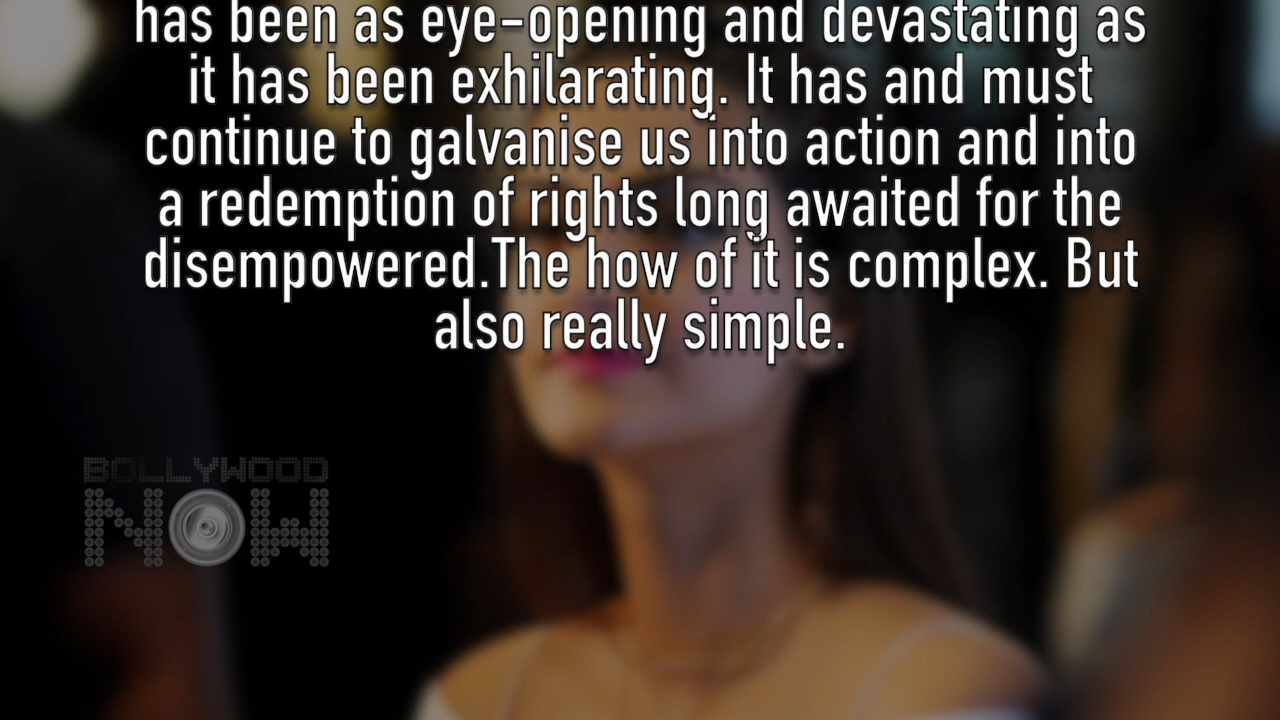 has been as eye-opening and devastating as
it has been exhilarating. It has and must
continue to galvanise us into action and into
a redemption of rights long awaited for the
disempowered.The how of it is complex. But
also really simple.
BOLLYWOOD
NOW